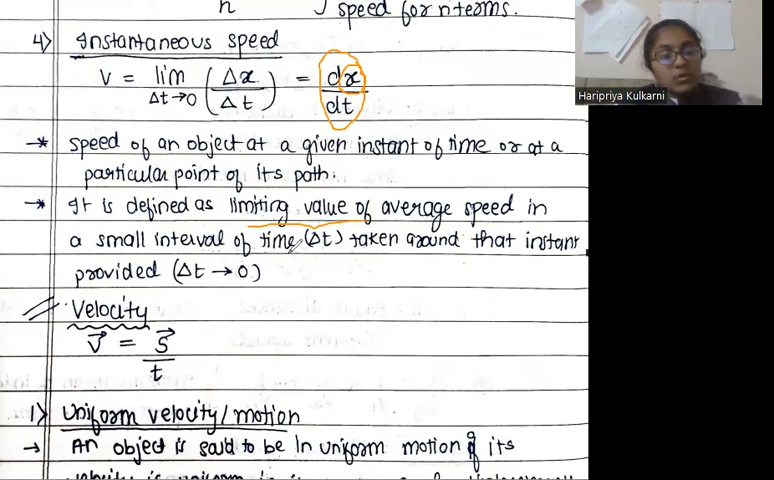 n } speed for n terms.
4) Instantaneous speed
V = lim Δt→0 (Δx/Δt) = dx/dt
* Speed of an object at a given instant of time or at a
particular point of its path.
* It is defined as limiting value of average speed in
a small interval of time (Δt) taken around that instant
provided (Δt → 0)
Velocity
V⃗ = S⃗/t
1) Uniform velocity / motion
→ An object is said to be in uniform motion if its
velocity is uniform
Haripriya Kulkarni